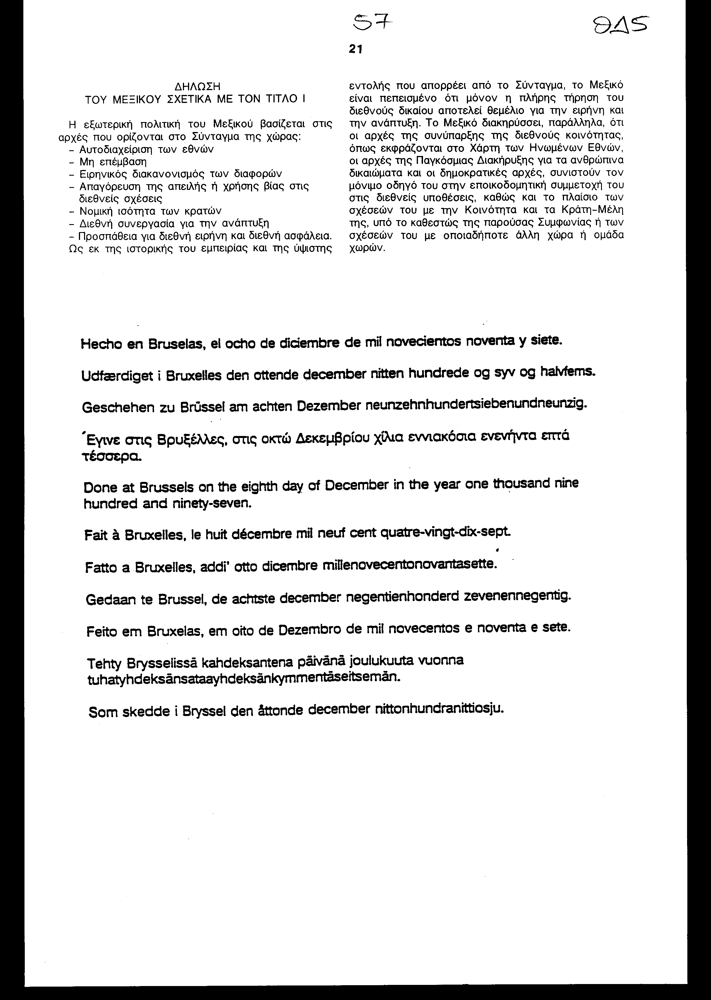 57
ΘΔ5
21
ΔΗΛΩΣΗ
ΤΟΥ ΜΕΞΙΚΟΥ ΣΧΕΤΙΚΑ ΜΕ ΤΟΝ ΤΙΤΛΟ Ι
Η εξωτερική πολιτική του Μεξικού βασίζεται στις
αρχές που ορίζονται στο Σύνταγμα της χώρας:
– Αυτοδιαχείριση των εθνών
– Μη επέμβαση
– Ειρηνικός διακανονισμός των διαφορών
– Απαγόρευση της απειλής ή χρήσης βίας στις
διεθνείς σχέσεις
– Νομική ισότητα των κρατών
– Διεθνή συνεργασία για την ανάπτυξη
– Προσπάθεια για διεθνή ειρήνη και διεθνή ασφάλεια.
Ως εκ της ιστορικής του εμπειρίας και της ύψιστης
εντολής που απορρέει από το Σύνταγμα, το Μεξικό
είναι πεπεισμένο ότι μόνον η πλήρης τήρηση του
διεθνούς δικαίου αποτελεί θεμέλιο για την ειρήνη και
την ανάπτυξη. Το Μεξικό διακηρύσσει, παράλληλα, ότι
οι αρχές της συνύπαρξης της διεθνούς κοινότητας,
όπως εκφράζονται στο Χάρτη των Ηνωμένων Εθνών,
οι αρχές της Παγκόσμιας Διακήρυξης για τα ανθρώπινα
δικαιώματα και οι δημοκρατικές αρχές, συνιστούν τον
μόνιμο οδηγό του στην εποικοδομητική συμμετοχή του
στις διεθνείς υποθέσεις, καθώς και το πλαίσιο των
σχέσεών του με την Κοινότητα και τα Κράτη-Μέλη
της, υπό το καθεστώς της παρούσας Συμφωνίας ή των
σχέσεών του με οποιαδήποτε άλλη χώρα ή ομάδα
χωρών.
Hecho en Bruselas, el ocho de diciembre de mil novecientos noventa y siete.
Udfærdiget i Bruxelles den ottende december nitten hundrede og syv og halvfems.
Geschehen zu Brüssel am achten Dezember neunzehnhundertsiebenundneunzig.
Έγινε στις Βρυξέλλες, στις οκτώ Δεκεμβρίου χίλια εννιακόσια ενενήντα επτά
τέσσερα.
Done at Brussels on the eighth day of December in the year one thousand nine
hundred and ninety-seven.
Fait à Bruxelles, le huit décembre mil neuf cent quatre-vingt-dix-sept.
Fatto a Bruxelles, addi' otto dicembre millenovecentonovantasette.
Gedaan te Brussel, de achtste december negentienhonderd zevenennegentig.
Feito em Bruxelas, em oito de Dezembro de mil novecentos e noventa e sete.
Tehty Brysselissä kahdeksantena päivänä joulukuuta vuonna
tuhatyhdeksänsataayhdeksänkymmentäseitsemän.
Som skedde i Bryssel den åttonde december nittonhundranittiosju.